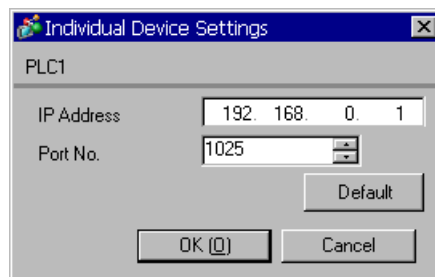 Individual Device Settings
PLC1
IP Address 192. 168. 0. 1
Port No. 1025
Default
OK (O) Cancel